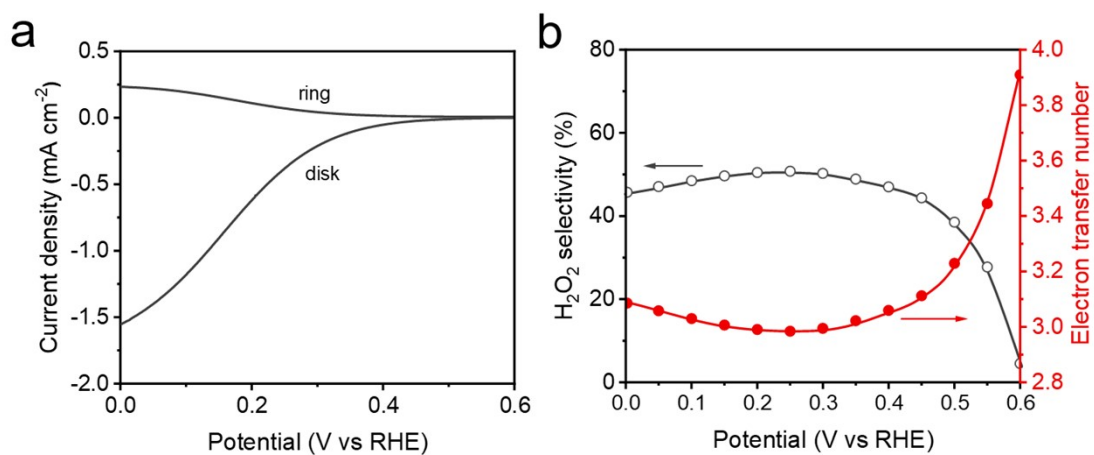 a
Current density (mA cm⁻²)
0.5
0.0
-0.5
-1.0
-1.5
-2.0
ring
disk
0.0 0.2 0.4 0.6
Potential (V vs RHE)
b
H₂O₂ selectivity (%)
80
60
40
20
0
4.0
3.8
3.6
3.4
3.2
3.0
2.8
Electron transfer number
0.0 0.1 0.2 0.3 0.4 0.5 0.6
Potential (V vs RHE)